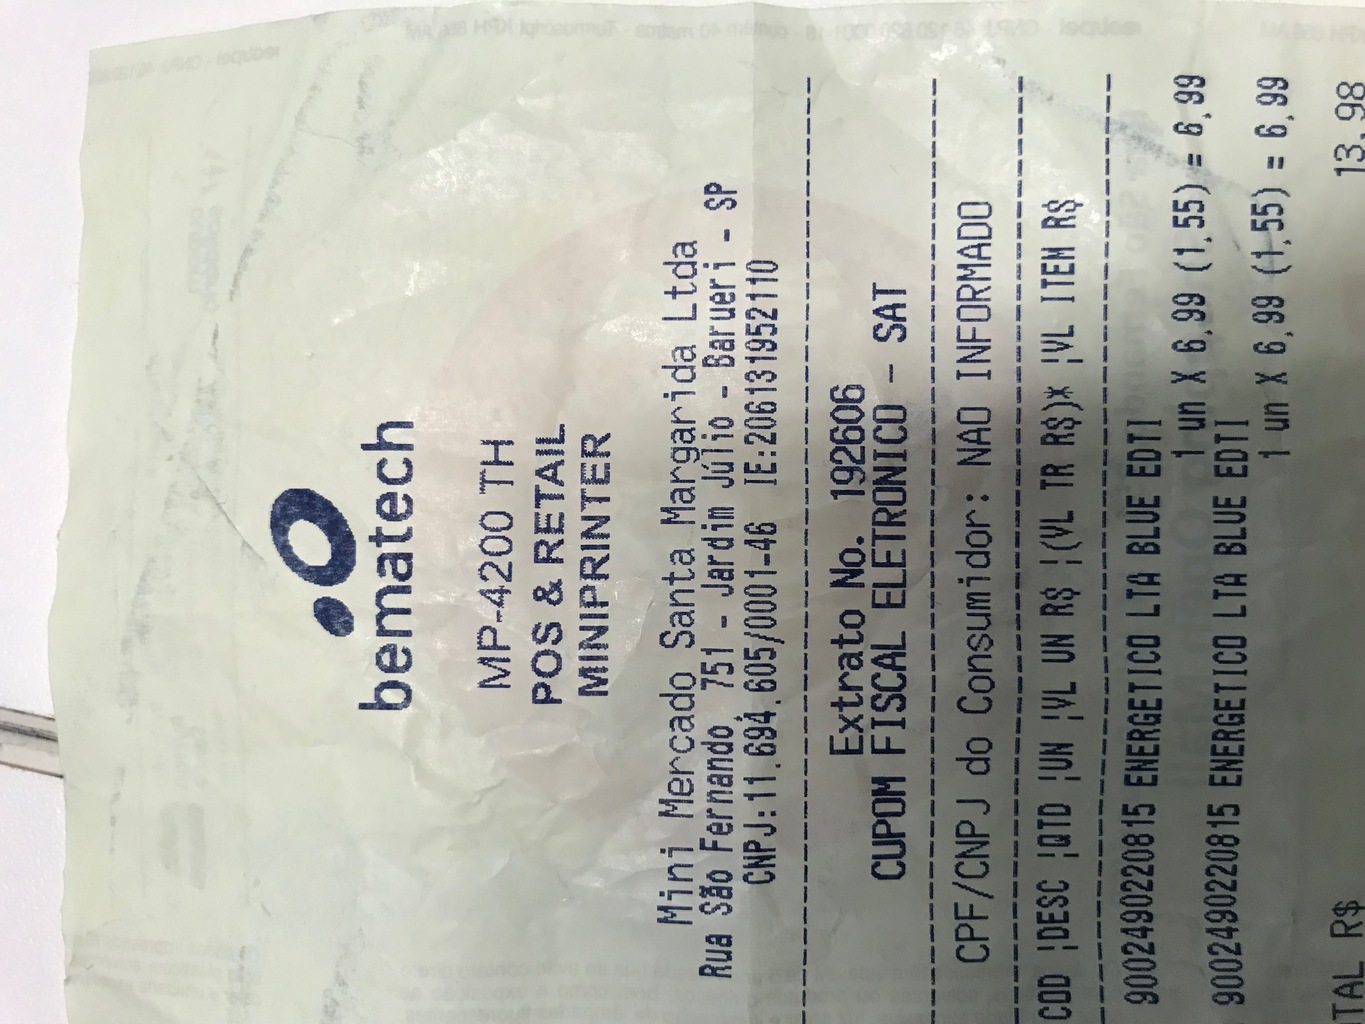 bematech
MP-4200 TH
POS & RETAIL
MINIPRINTER
Mini Mercado Santa Margarida Ltda
Rua São Fernando 751 - Jardim Júlio - Barueri - SP
CNPJ:11.694.605/0001-46 IE:206131952110
Extrato No. 192606
CUPOM FISCAL ELETRONICO - SAT
CPF/CNPJ do Consumidor: NAO INFORMADO
COD ¦DESC ¦QTD ¦UN ¦VL UN R$ ¦(VL TR R$)* ¦VL ITEM R$
9002490220815 ENERGETICO LTA BLUE EDTI
1 un X 6,99 (1,55) = 6,99
9002490220815 ENERGETICO LTA BLUE EDTI
1 un X 6,99 (1,55) = 6,99
TAL R$ 13,98